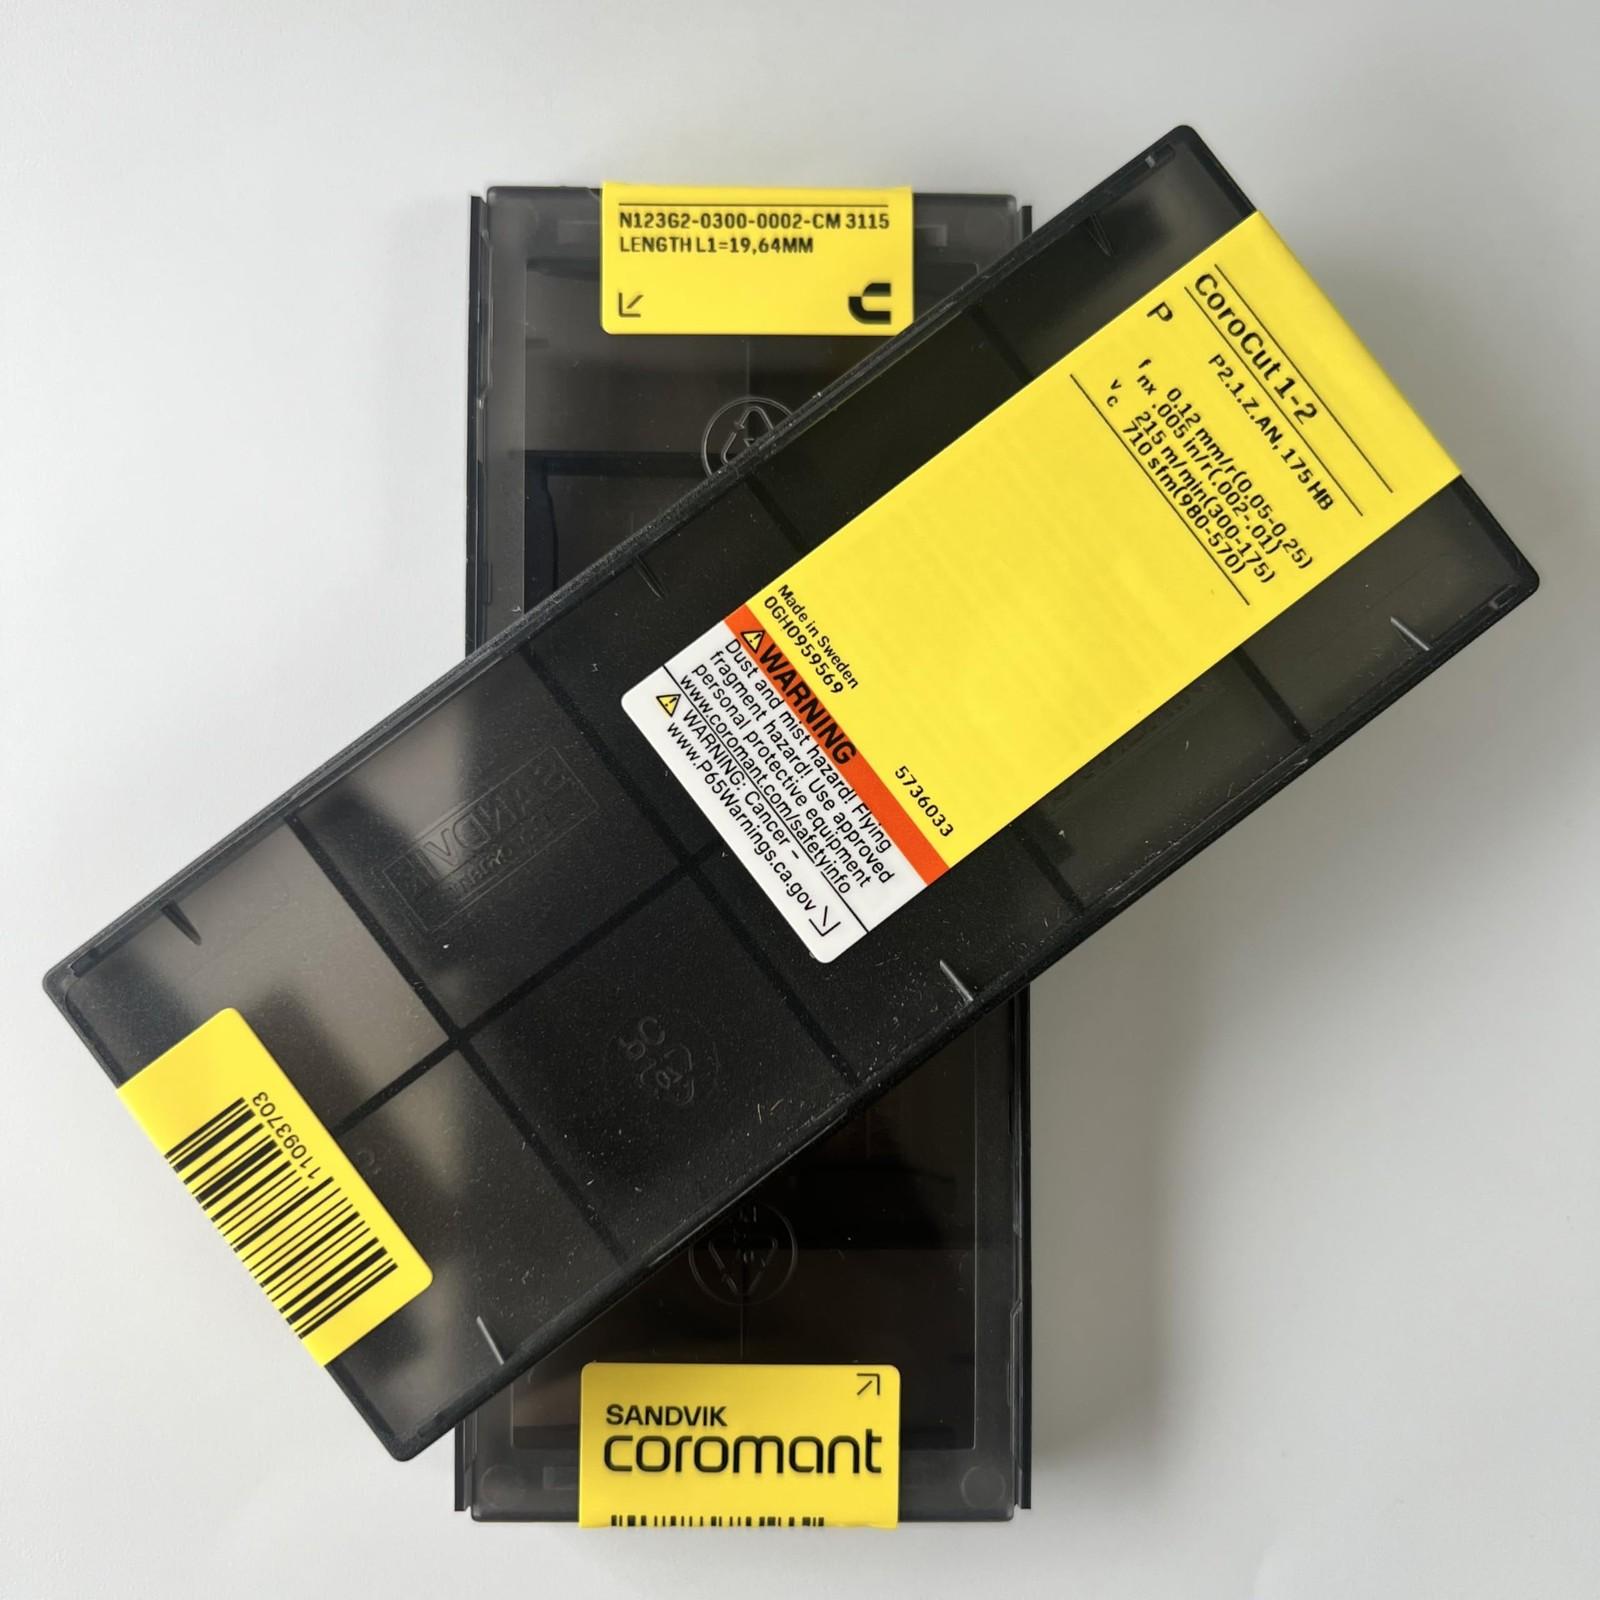 N123G2-0300-0002-CM 3115
LENGTH L1=19,64MM
CoroCut 1-2
P
P2.1.Z.AN, 175 HB
f nx 0,12 mm/r(0,05-0,25)
.005 in/r(.002-.01)
v c 215 m/min(300-175)
710 sfm(980-570)
Made in Sweden
0GH0959569
5736033
WARNING
Dust and mist hazard! Flying
fragment hazard! Use approved
personal protective equipment
www.coromant.com/safetyinfo
WARNING: Cancer –
www.P65Warnings.ca.gov
SANDVIK
11093703
SANDVIK
coromant